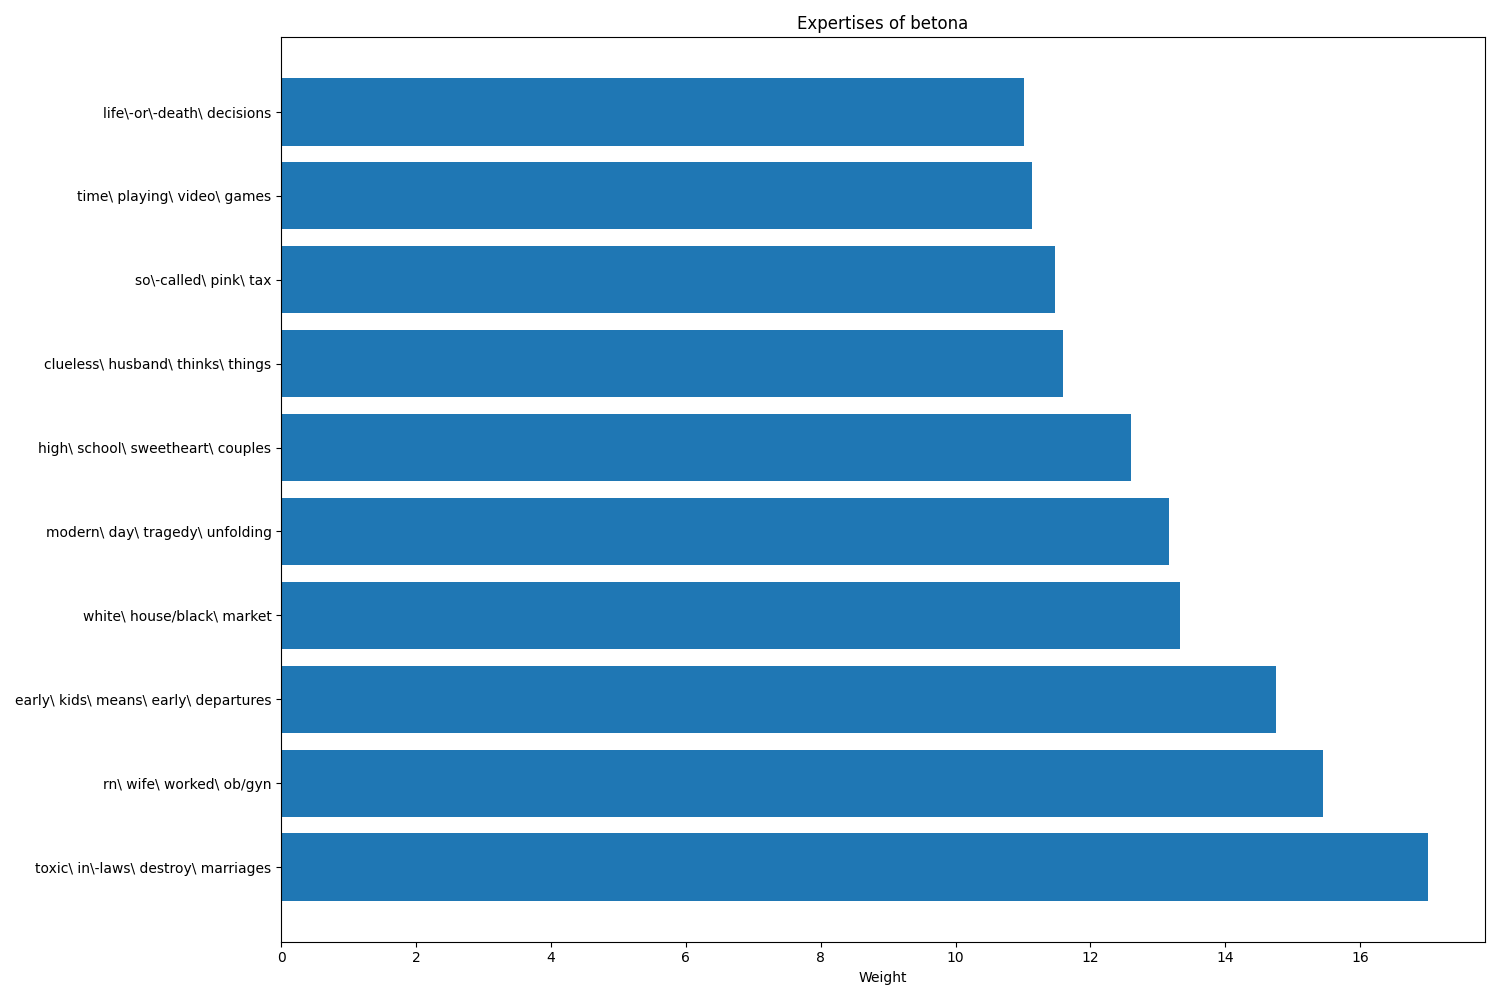 Expertises of betona
life\-or\-death\ decisions
time\ playing\ video\ games
so\-called\ pink\ tax
clueless\ husband\ thinks\ things
high\ school\ sweetheart\ couples
modern\ day\ tragedy\ unfolding
white\ house/black\ market
early\ kids\ means\ early\ departures
rn\ wife\ worked\ ob/gyn
toxic\ in\-laws\ destroy\ marriages
0 2 4 6 8 10 12 14 16
Weight